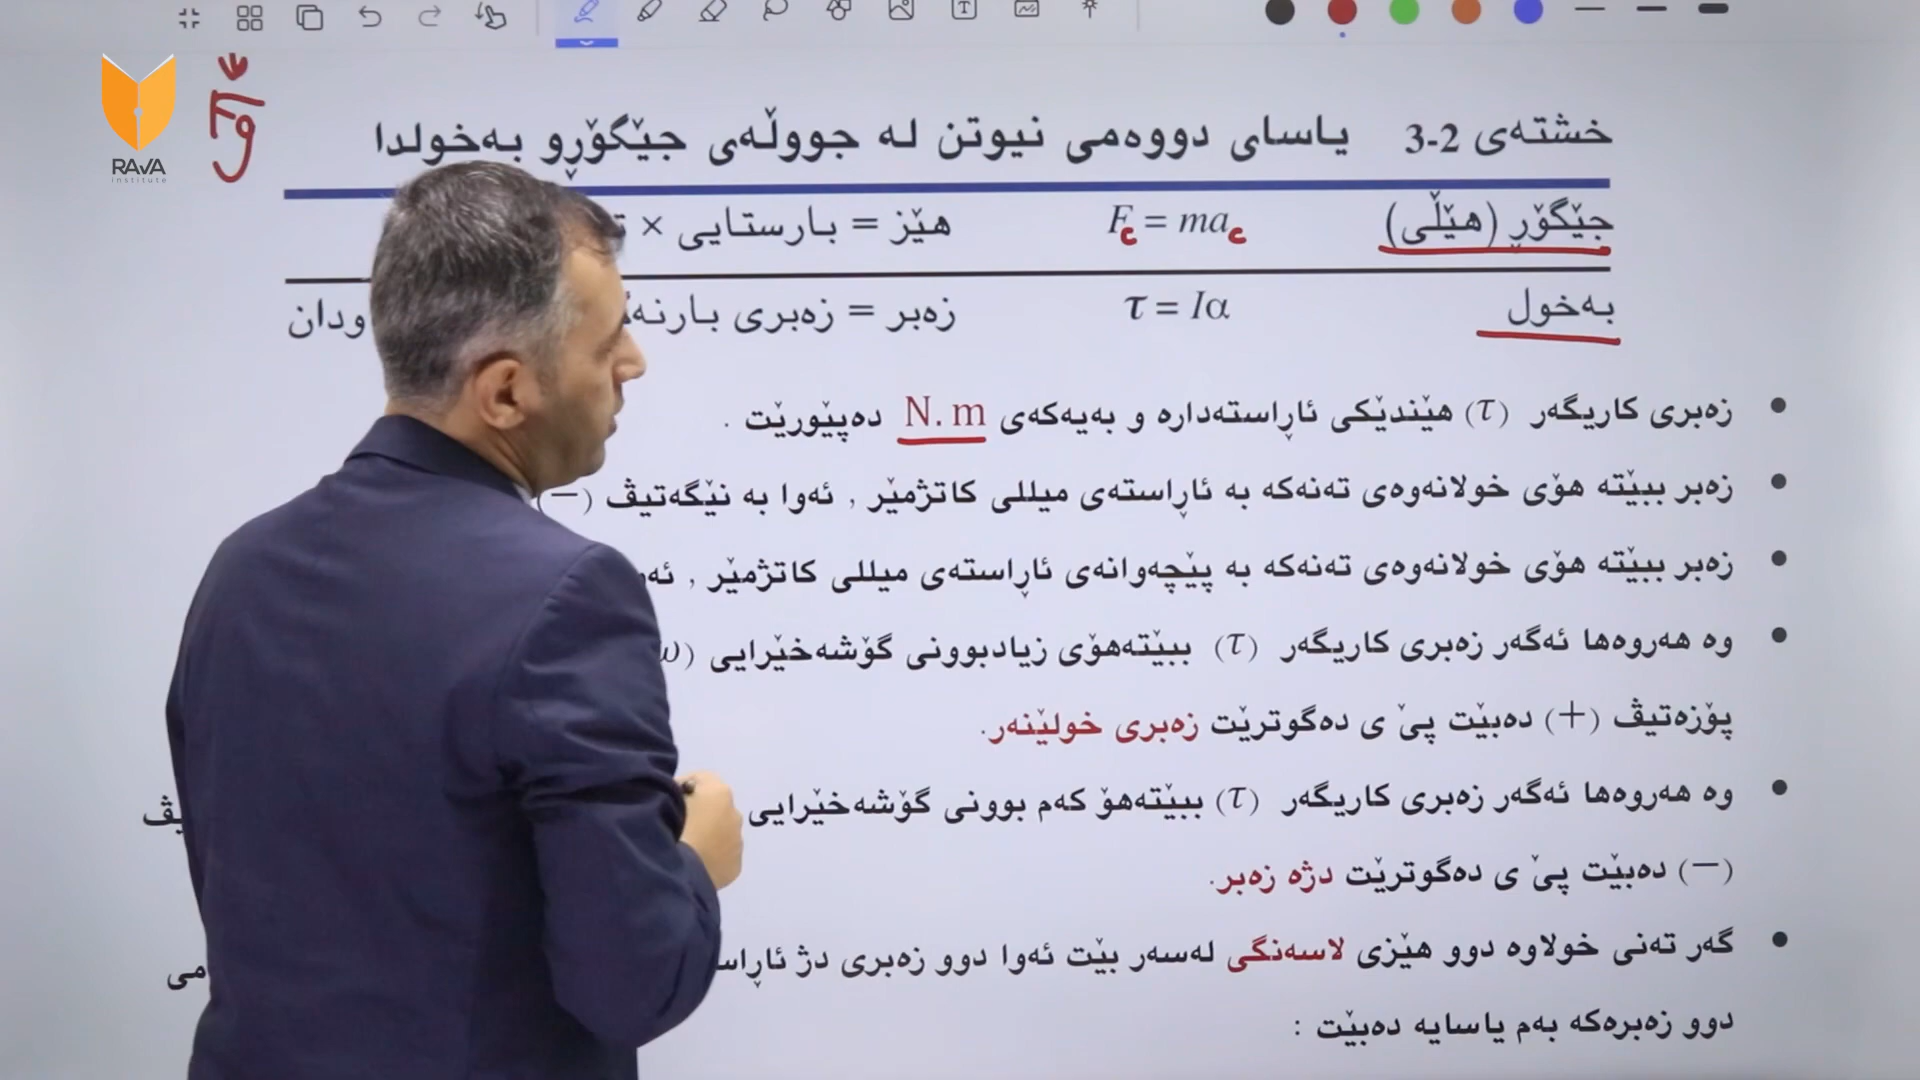 RAVA
institute
خشتەی 2-3 یاسای دووەمی نیوتن لە جووڵەی جێگۆڕو بەخولدا
جێگۆڕ (هێڵی) F = ma هێز = بارستایی ×
c c
بەخول τ = Iα زەبر = زەبری ودان
• زەبری کاریگەر (τ) هێندێکی ئاڕاستەدارە و بەیەکەی N. m دەپێورێت .
• زەبر ببێتە هۆی خولانەوەی تەنەکە بە ئاڕاستەی میللی کاتژمێر , ئەوا بە نێگەتیڤ (−)
• زەبر ببێتە هۆی خولانەوەی تەنەکە بە پێچەوانەی ئاڕاستەی میللی کاتژمێر ,
• وە هەروەها ئەگەر زەبری کاریگەر (τ) ببێتەهۆی زیادبوونی گۆشەخێرایی (ω
پۆزەتیڤ (+) دەبێت پێ ی دەگوترێت زەبری خولێنەر.
• وە هەروەها ئەگەر زەبری کاریگەر (τ) ببێتەهۆ کەم بوونی گۆشەخێرایی
(−) دەبێت پێ ی دەگوترێت دژە زەبر.
• گەر تەنی خولاوە دوو هێزی لاسەنگی لەسەر بێت ئەوا دوو زەبری دژ
دوو زەبرەکە بەم یاسایە دەبێت :